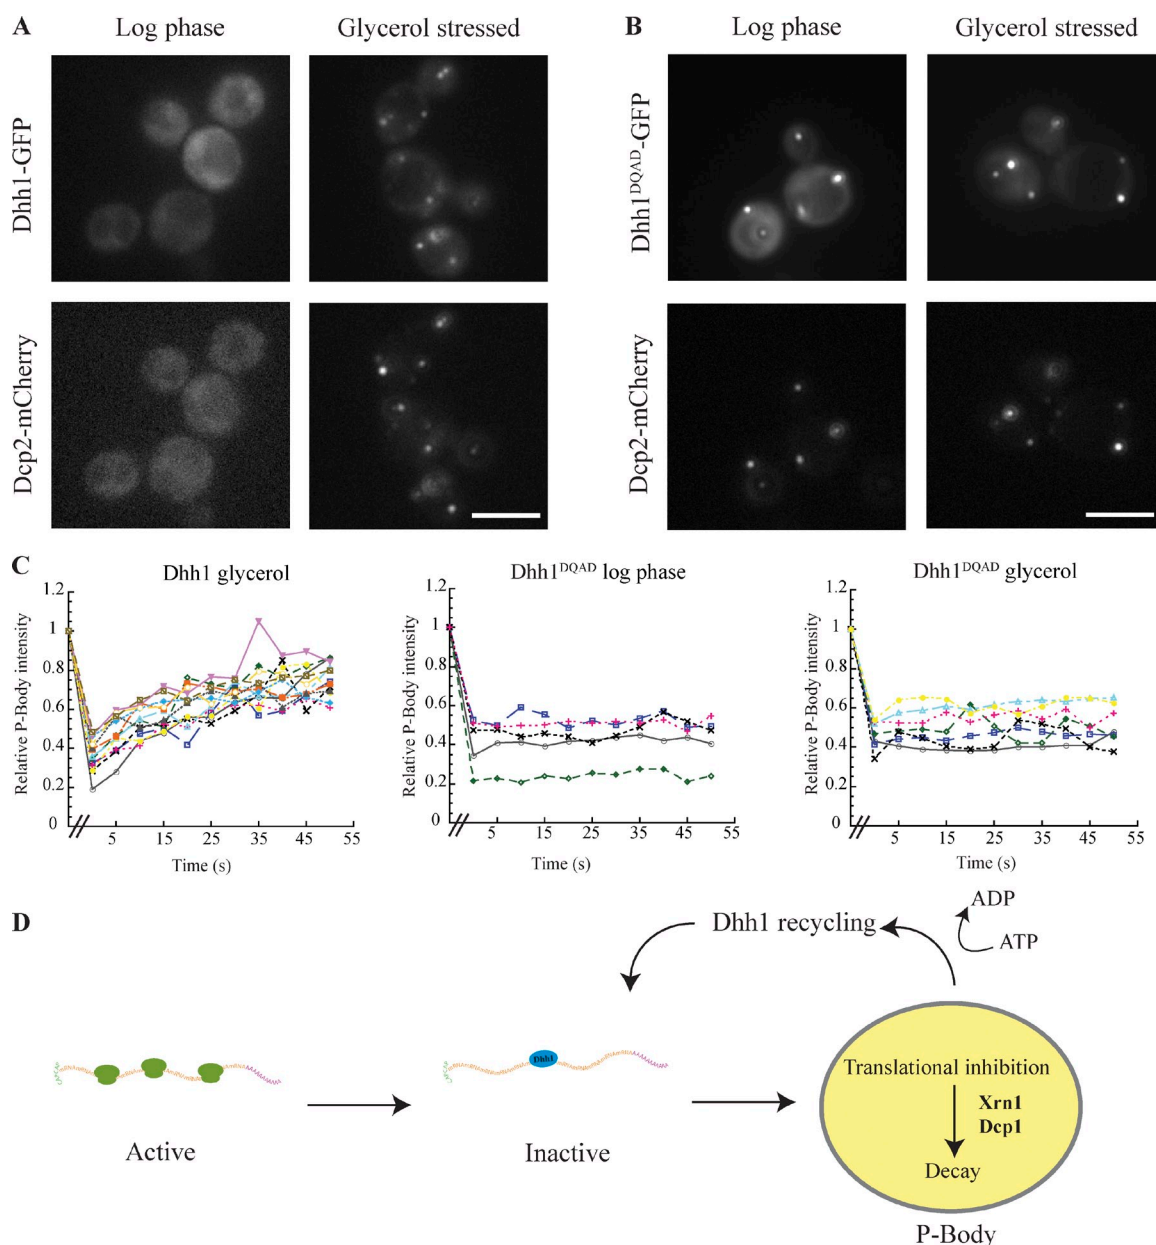 A
Log phase
Glycerol stressed
B
Log phase
Glycerol stressed
Dhh1-GFP
Dhh1DQAD-GFP
Dcp2-mCherry
Dcp2-mCherry
C
Dhh1 glycerol
Dhh1DQAD log phase
Dhh1DQAD glycerol
Relative P-Body intensity
1.2
1
0.8
0.6
0.4
0.2
0
5
15
25
35
45
55
Time (s)
Relative P-Body intensity
1.2
1
0.8
0.6
0.4
0.2
0
5
15
25
35
45
55
Time (s)
Relative P-Body intensity
1.2
1
0.8
0.6
0.4
0.2
0
5
15
25
35
45
55
Time (s)
D
Dhh1 recycling
ADP
ATP
Dhh1
Active
Inactive
Translational inhibition
Xrn1
Dcp1
Decay
P-Body